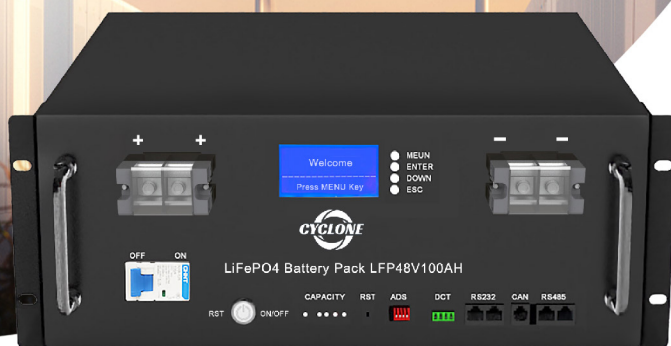 + +
Welcome
Press MENU Key
MEUN
ENTER
DOWN
ESC
— —
CYCLONE
OFF ON
CHNT
LiFePO4 Battery Pack LFP48V100AH
RST ON/OFF
CAPACITY RST ADS DCT RS232 CAN RS485